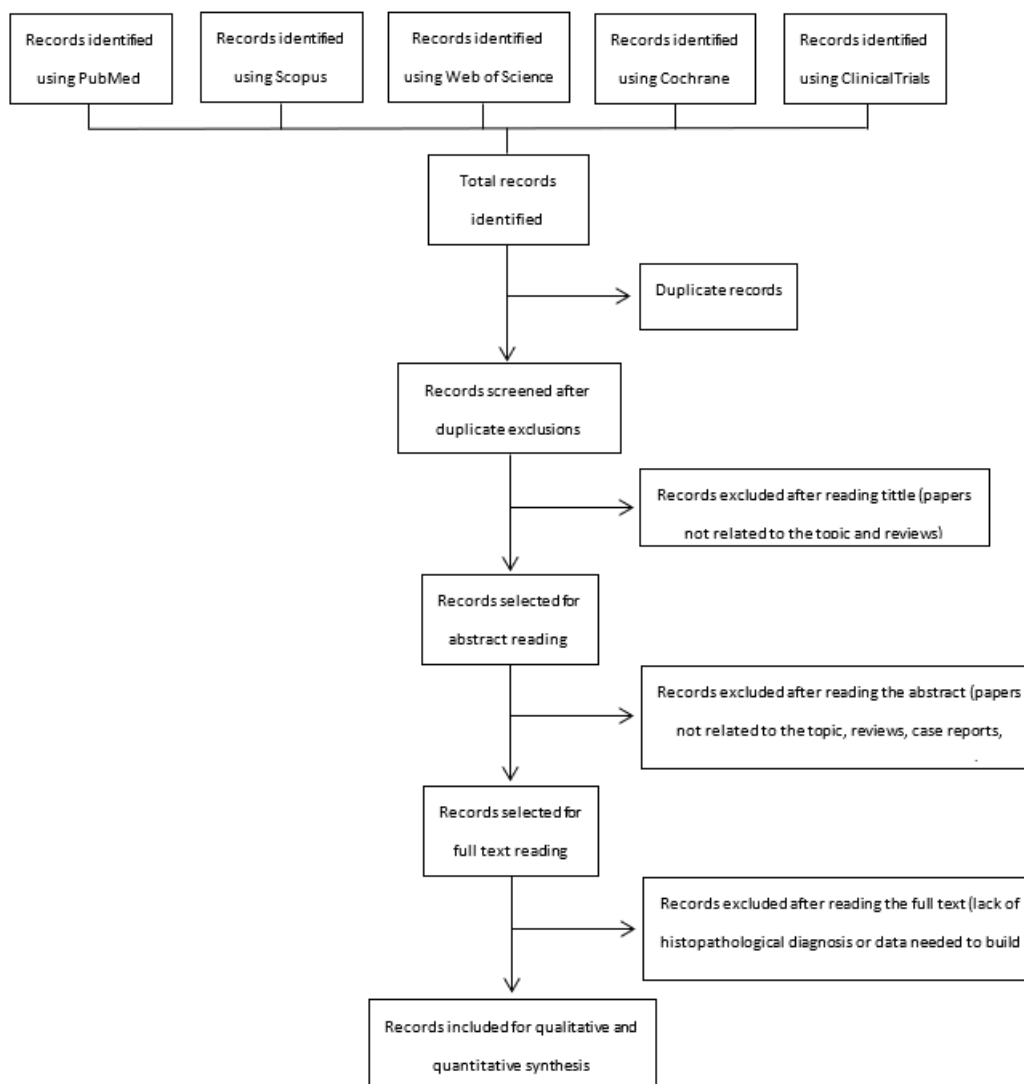 Records identified
using PubMed
Records identified
using Scopus
Records identified
using Web of Science
Records identified
using Cochrane
Records identified
using ClinicalTrials
Total records
identified
Duplicate records
Records screened after
duplicate exclusions
Records excluded after reading tittle (papers
not related to the topic and reviews)
Records selected for
abstract reading
Records excluded after reading the abstract (papers
not related to the topic, reviews, case reports,
Records selected for
full text reading
Records excluded after reading the full text (lack of
histopathological diagnosis or data needed to build
Records included for qualitative and
quantitative synthesis